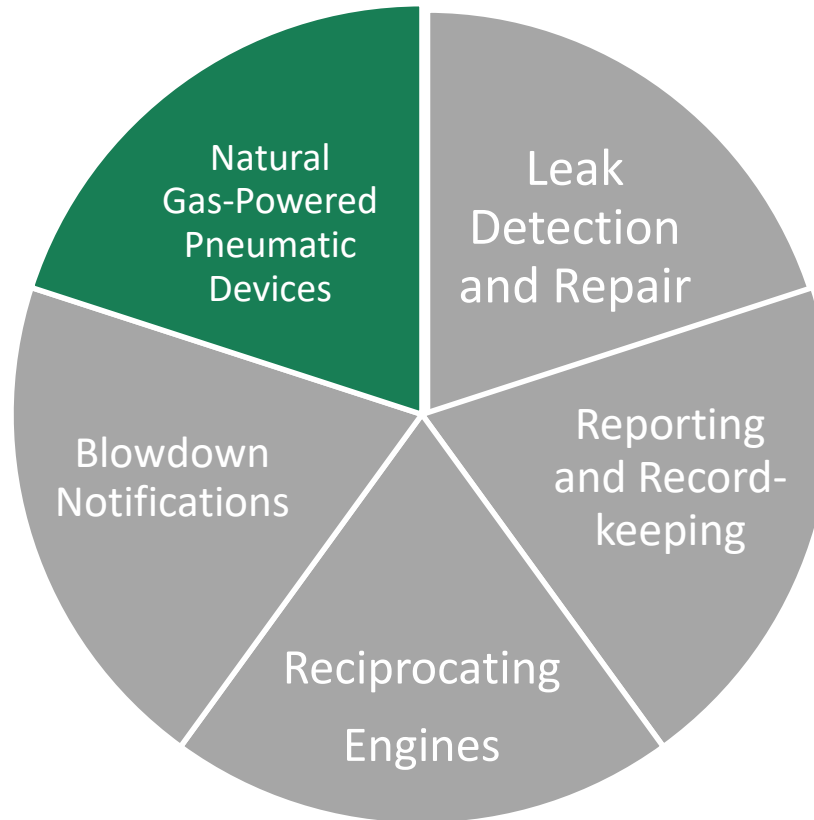 Natural
Gas-Powered
Pneumatic
Devices
Leak
Detection
and Repair
Reporting
and Record-
keeping
Reciprocating
Engines
Blowdown
Notifications